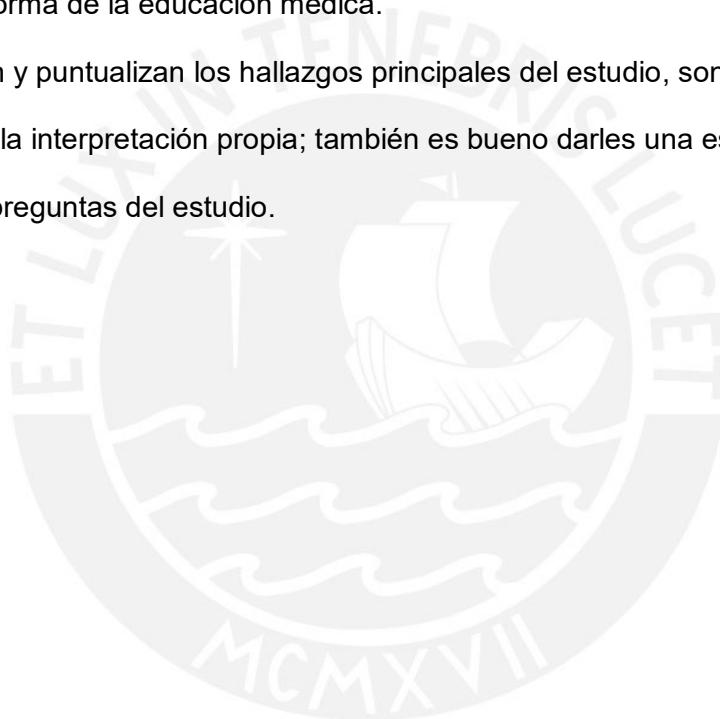 orma de la educación médica.
n y puntualizan los hallazgos principales del estudio, son
la interpretación propia; también es bueno darles una es
preguntas del estudio.
ET LUX IN TENEBRIS LUCET
MCMXVII